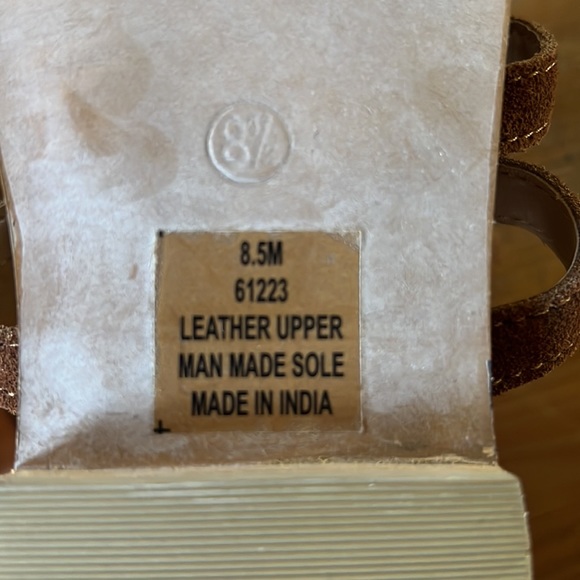 8½
8.5M
61223
LEATHER UPPER
MAN MADE SOLE
MADE IN INDIA